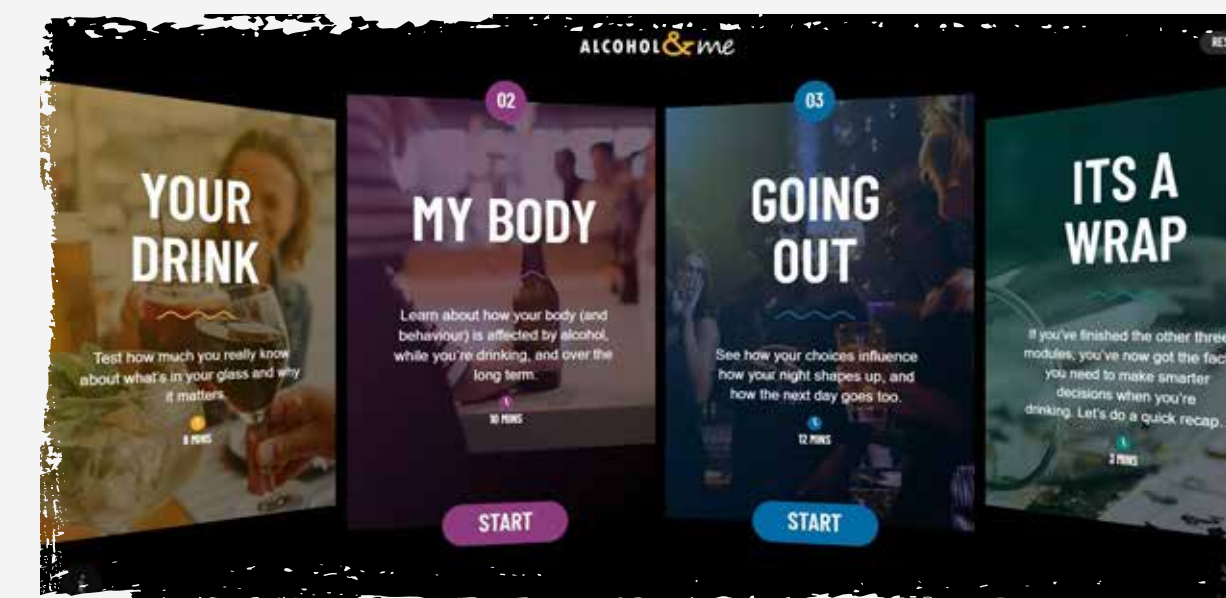 ALCOHOL & me
YOUR
DRINK
Test how much you really know
about what's in your glass and why
it matters.
8 MINS
02
MY BODY
Learn about how your body (and
behaviour) is affected by alcohol,
while you're drinking, and over the
long term.
10 MINS
START
03
GOING
OUT
See how your choices influence
how your night shapes up, and
how the next day goes too.
12 MINS
START
ITS A
WRAP
If you've finished the other three
modules, you've now got the
you need to make smarter
decisions when you're
drinking. Let's do a quick recap.